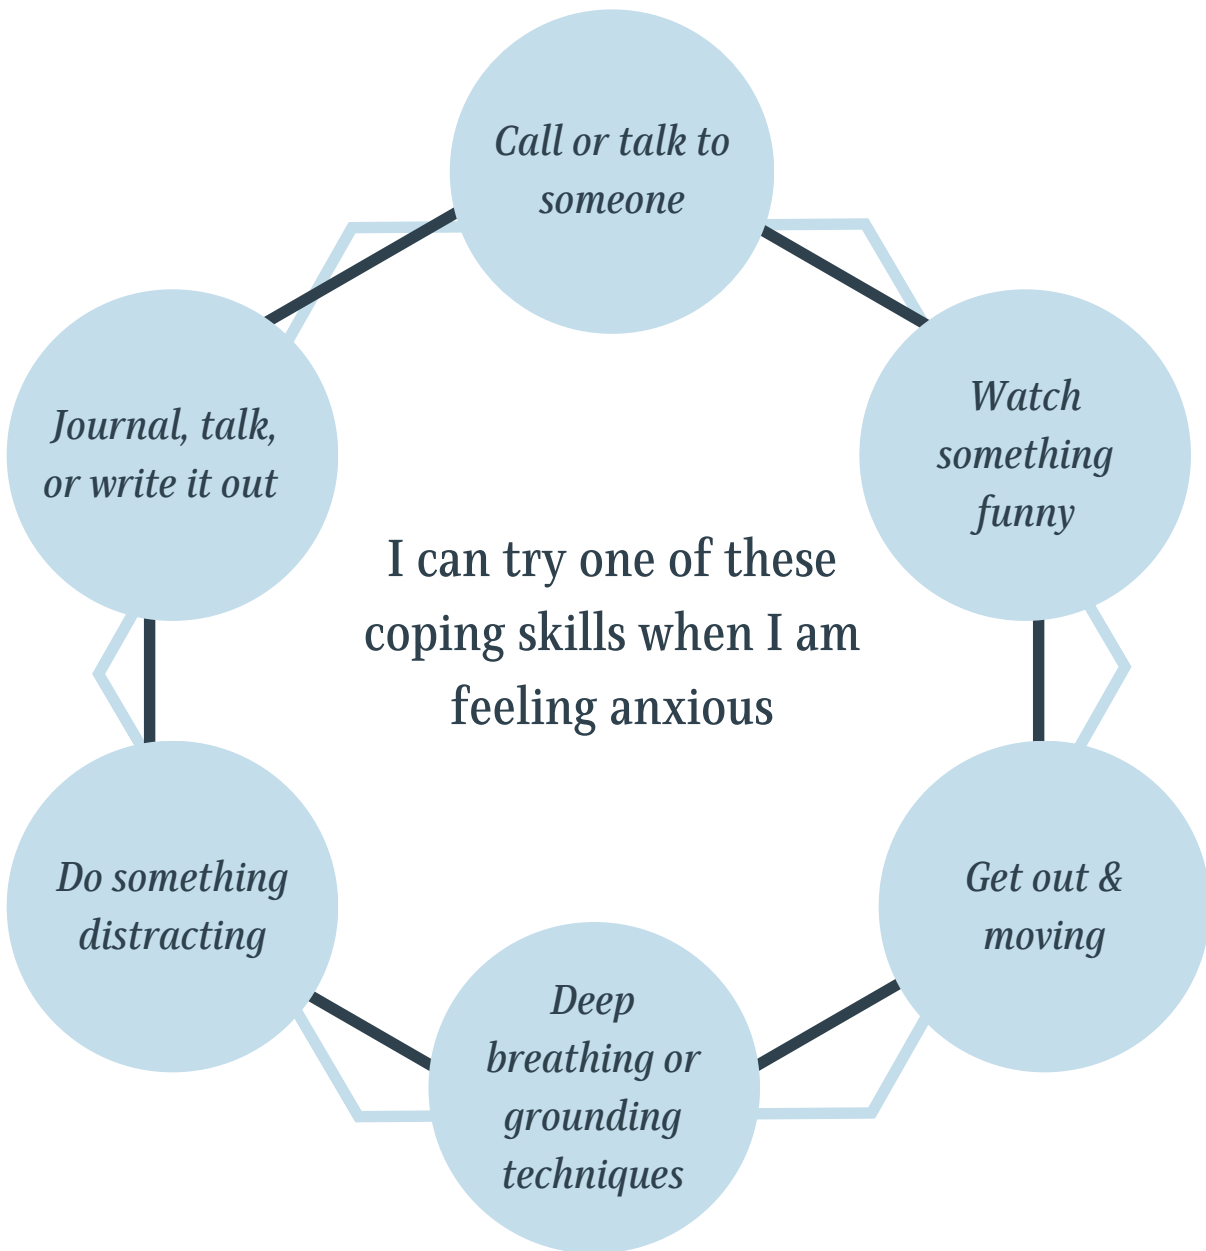 Call or talk to
someone
Watch
something
funny
Journal, talk,
or write it out
I can try one of these
coping skills when I am
feeling anxious
Do something
distracting
Get out &
moving
Deep
breathing or
grounding
techniques